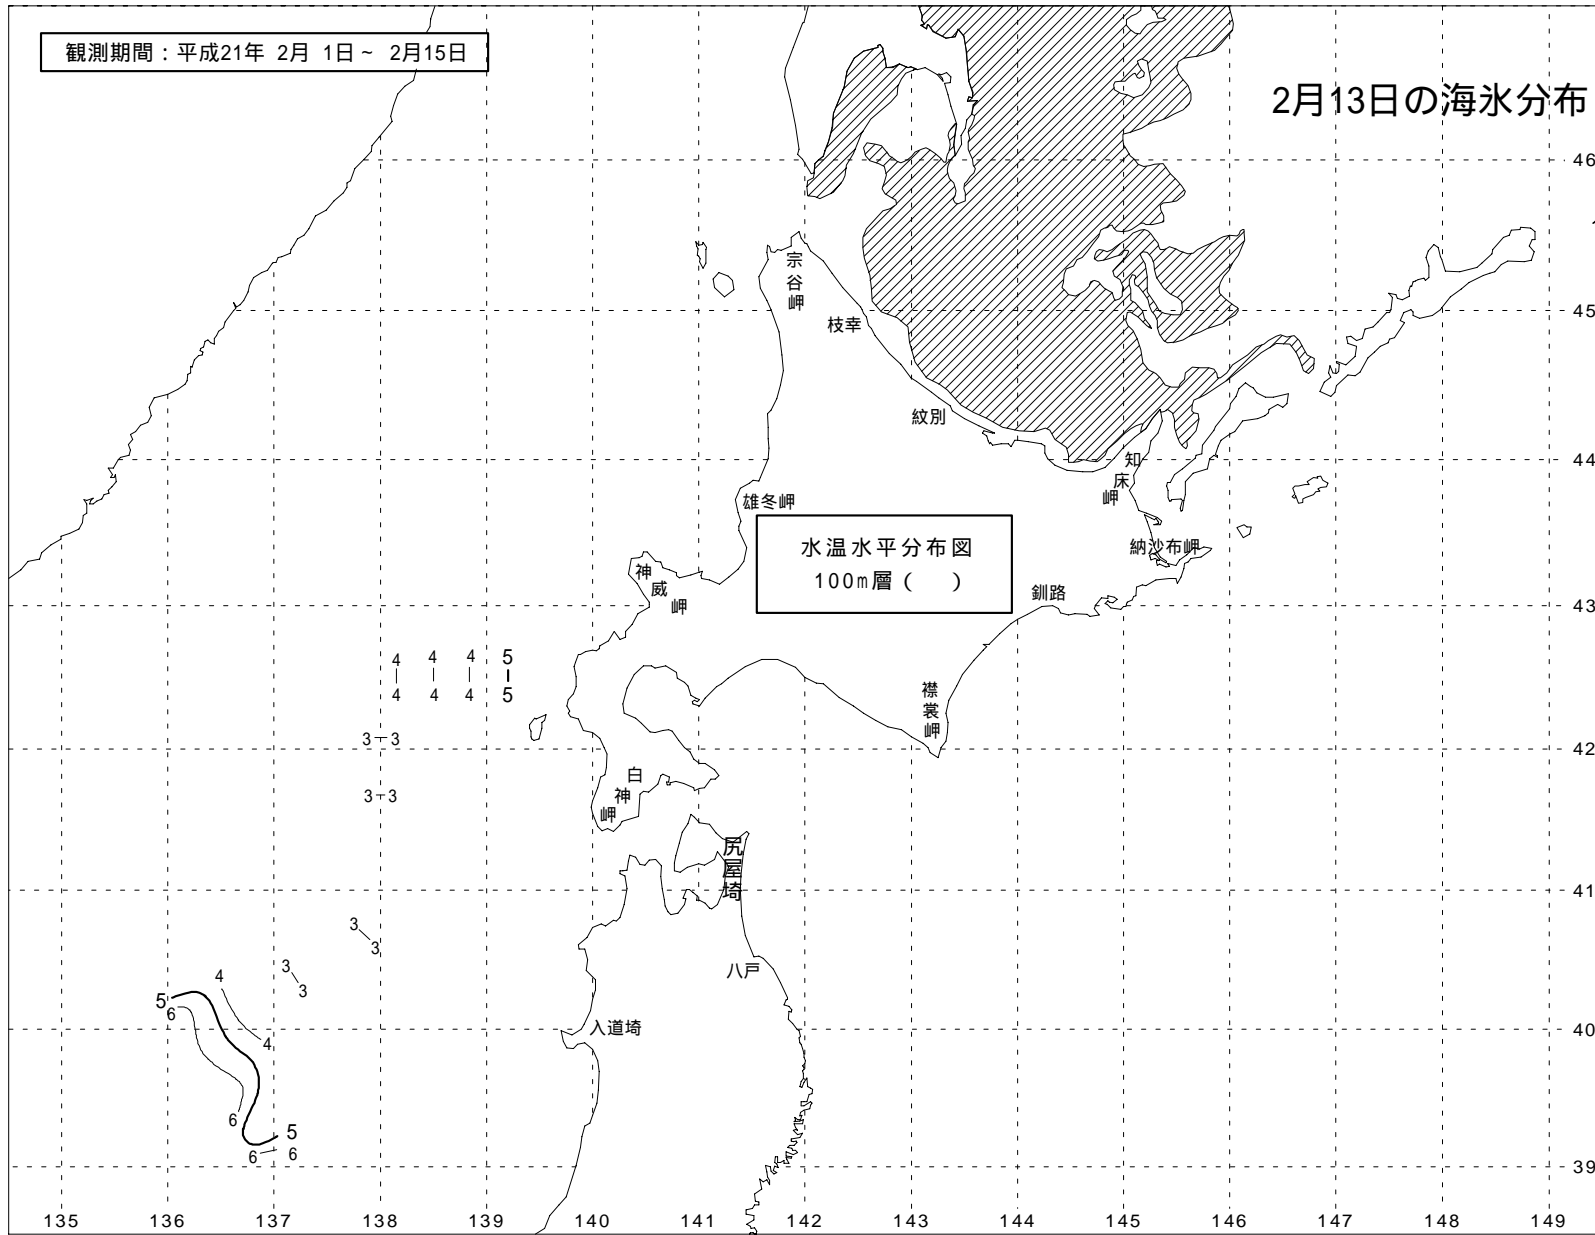 観測期間：平成21年 2月 1日～ 2月15日
2月13日の海氷分布
46
宗谷岬
45
枝幸
紋別
44
知床岬
雄冬岬
水温水平分布図
100m層（　）
納沙布岬
神威岬
釧路
43
4 4 4 5
4 4 4 5
襟裳岬
3 3
42
白神岬
3 3
尻屋埼
41
3
3
八戸
3
4
3
5
6
入道埼
40
4
6
5
6 6
39
135 136 137 138 139 140 141 142 143 144 145 146 147 148 149